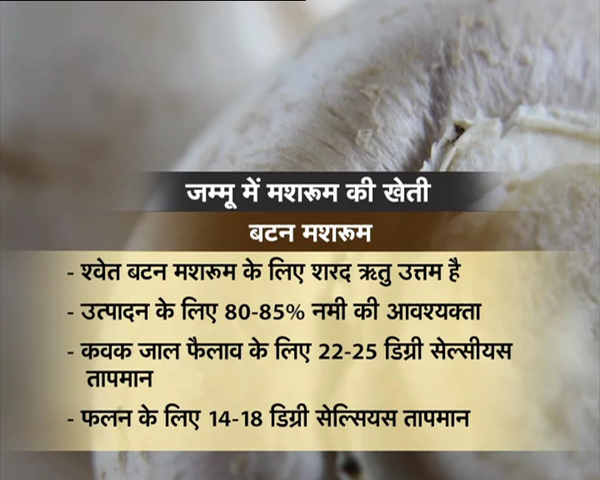 जम्मू में मशरूम की खेती
बटन मशरूम
- श्वेत बटन मशरूम के लिए शरद ऋतु उत्तम है
- उत्पादन के लिए 80-85% नमी की आवश्यक्ता
- कवक जाल फैलाव के लिए 22-25 डिग्री सेल्सीयस
तापमान
- फलन के लिए 14-18 डिग्री सेल्सियस तापमान